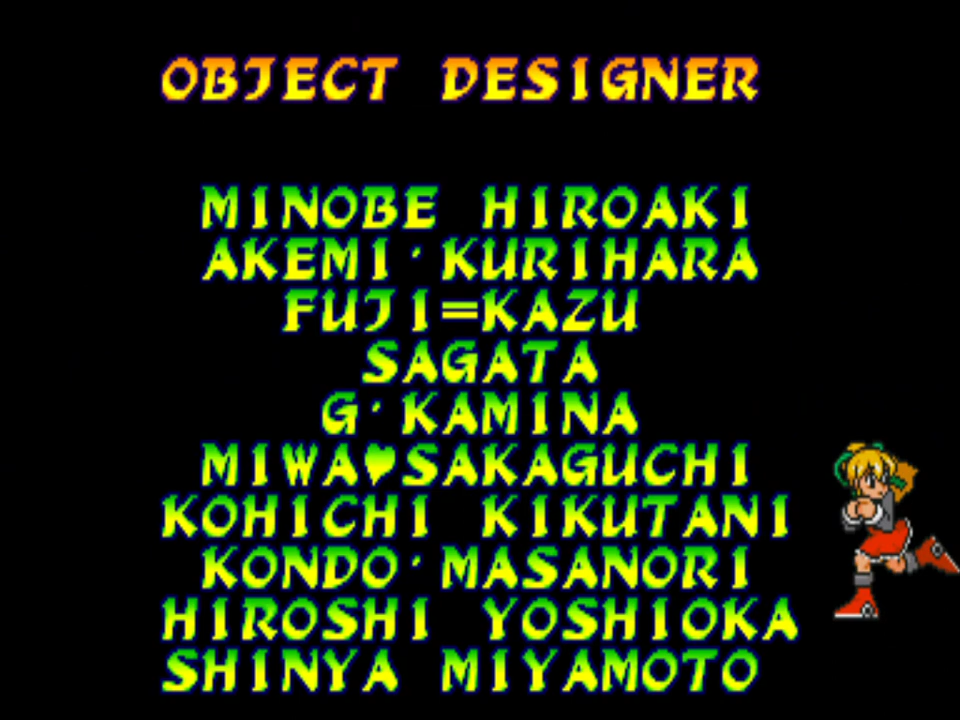 OBJECT DESIGNER
MINOBE HIROAKI
AKEMI·KURIHARA
FUJI=KAZU
SAGATA
G·KAMINA
MIWA♥SAKAGUCHI
KOHICHI KIKUTANI
KONDO·MASANORI
HIROSHI YOSHIOKA
SHINYA MIYAMOTO